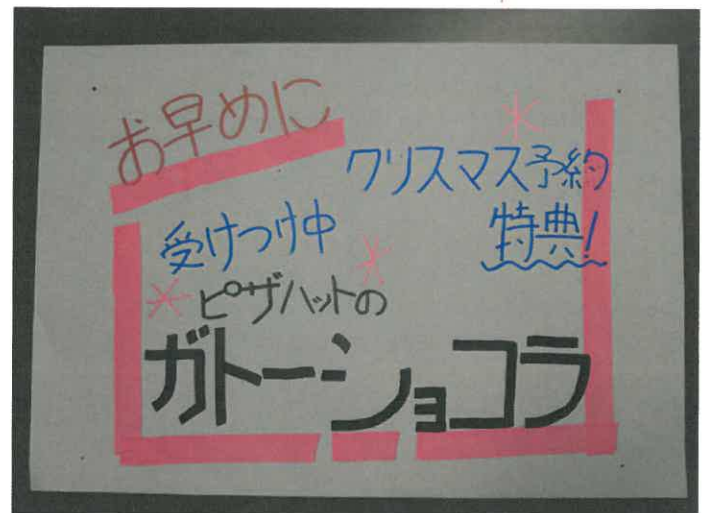 お早めに
クリスマス予約
特典!
受けつけ中
ピザハットの
ガトーショコラ